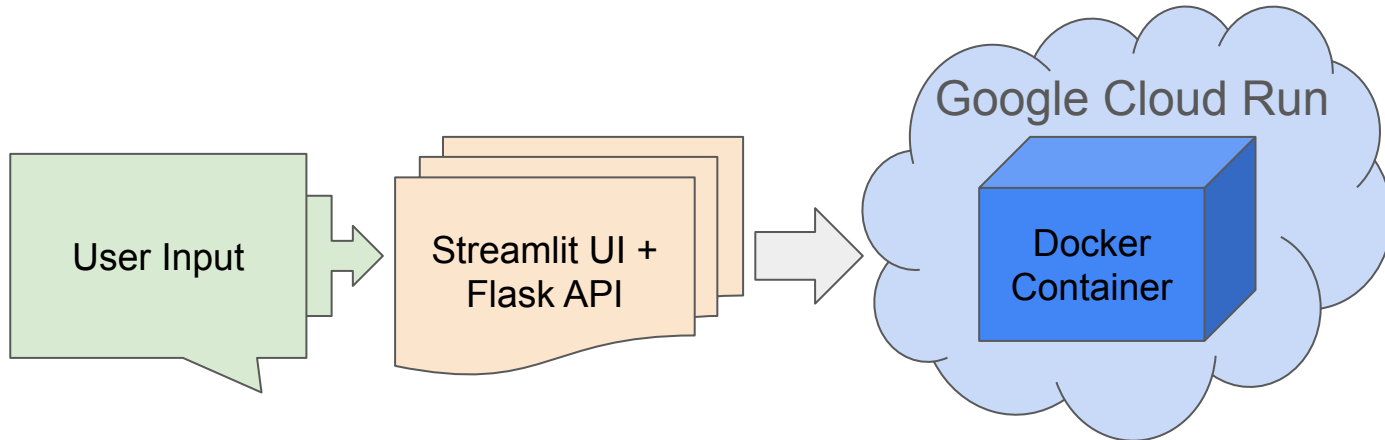 User Input
Streamlit UI +
Flask API
Google Cloud Run
Docker
Container